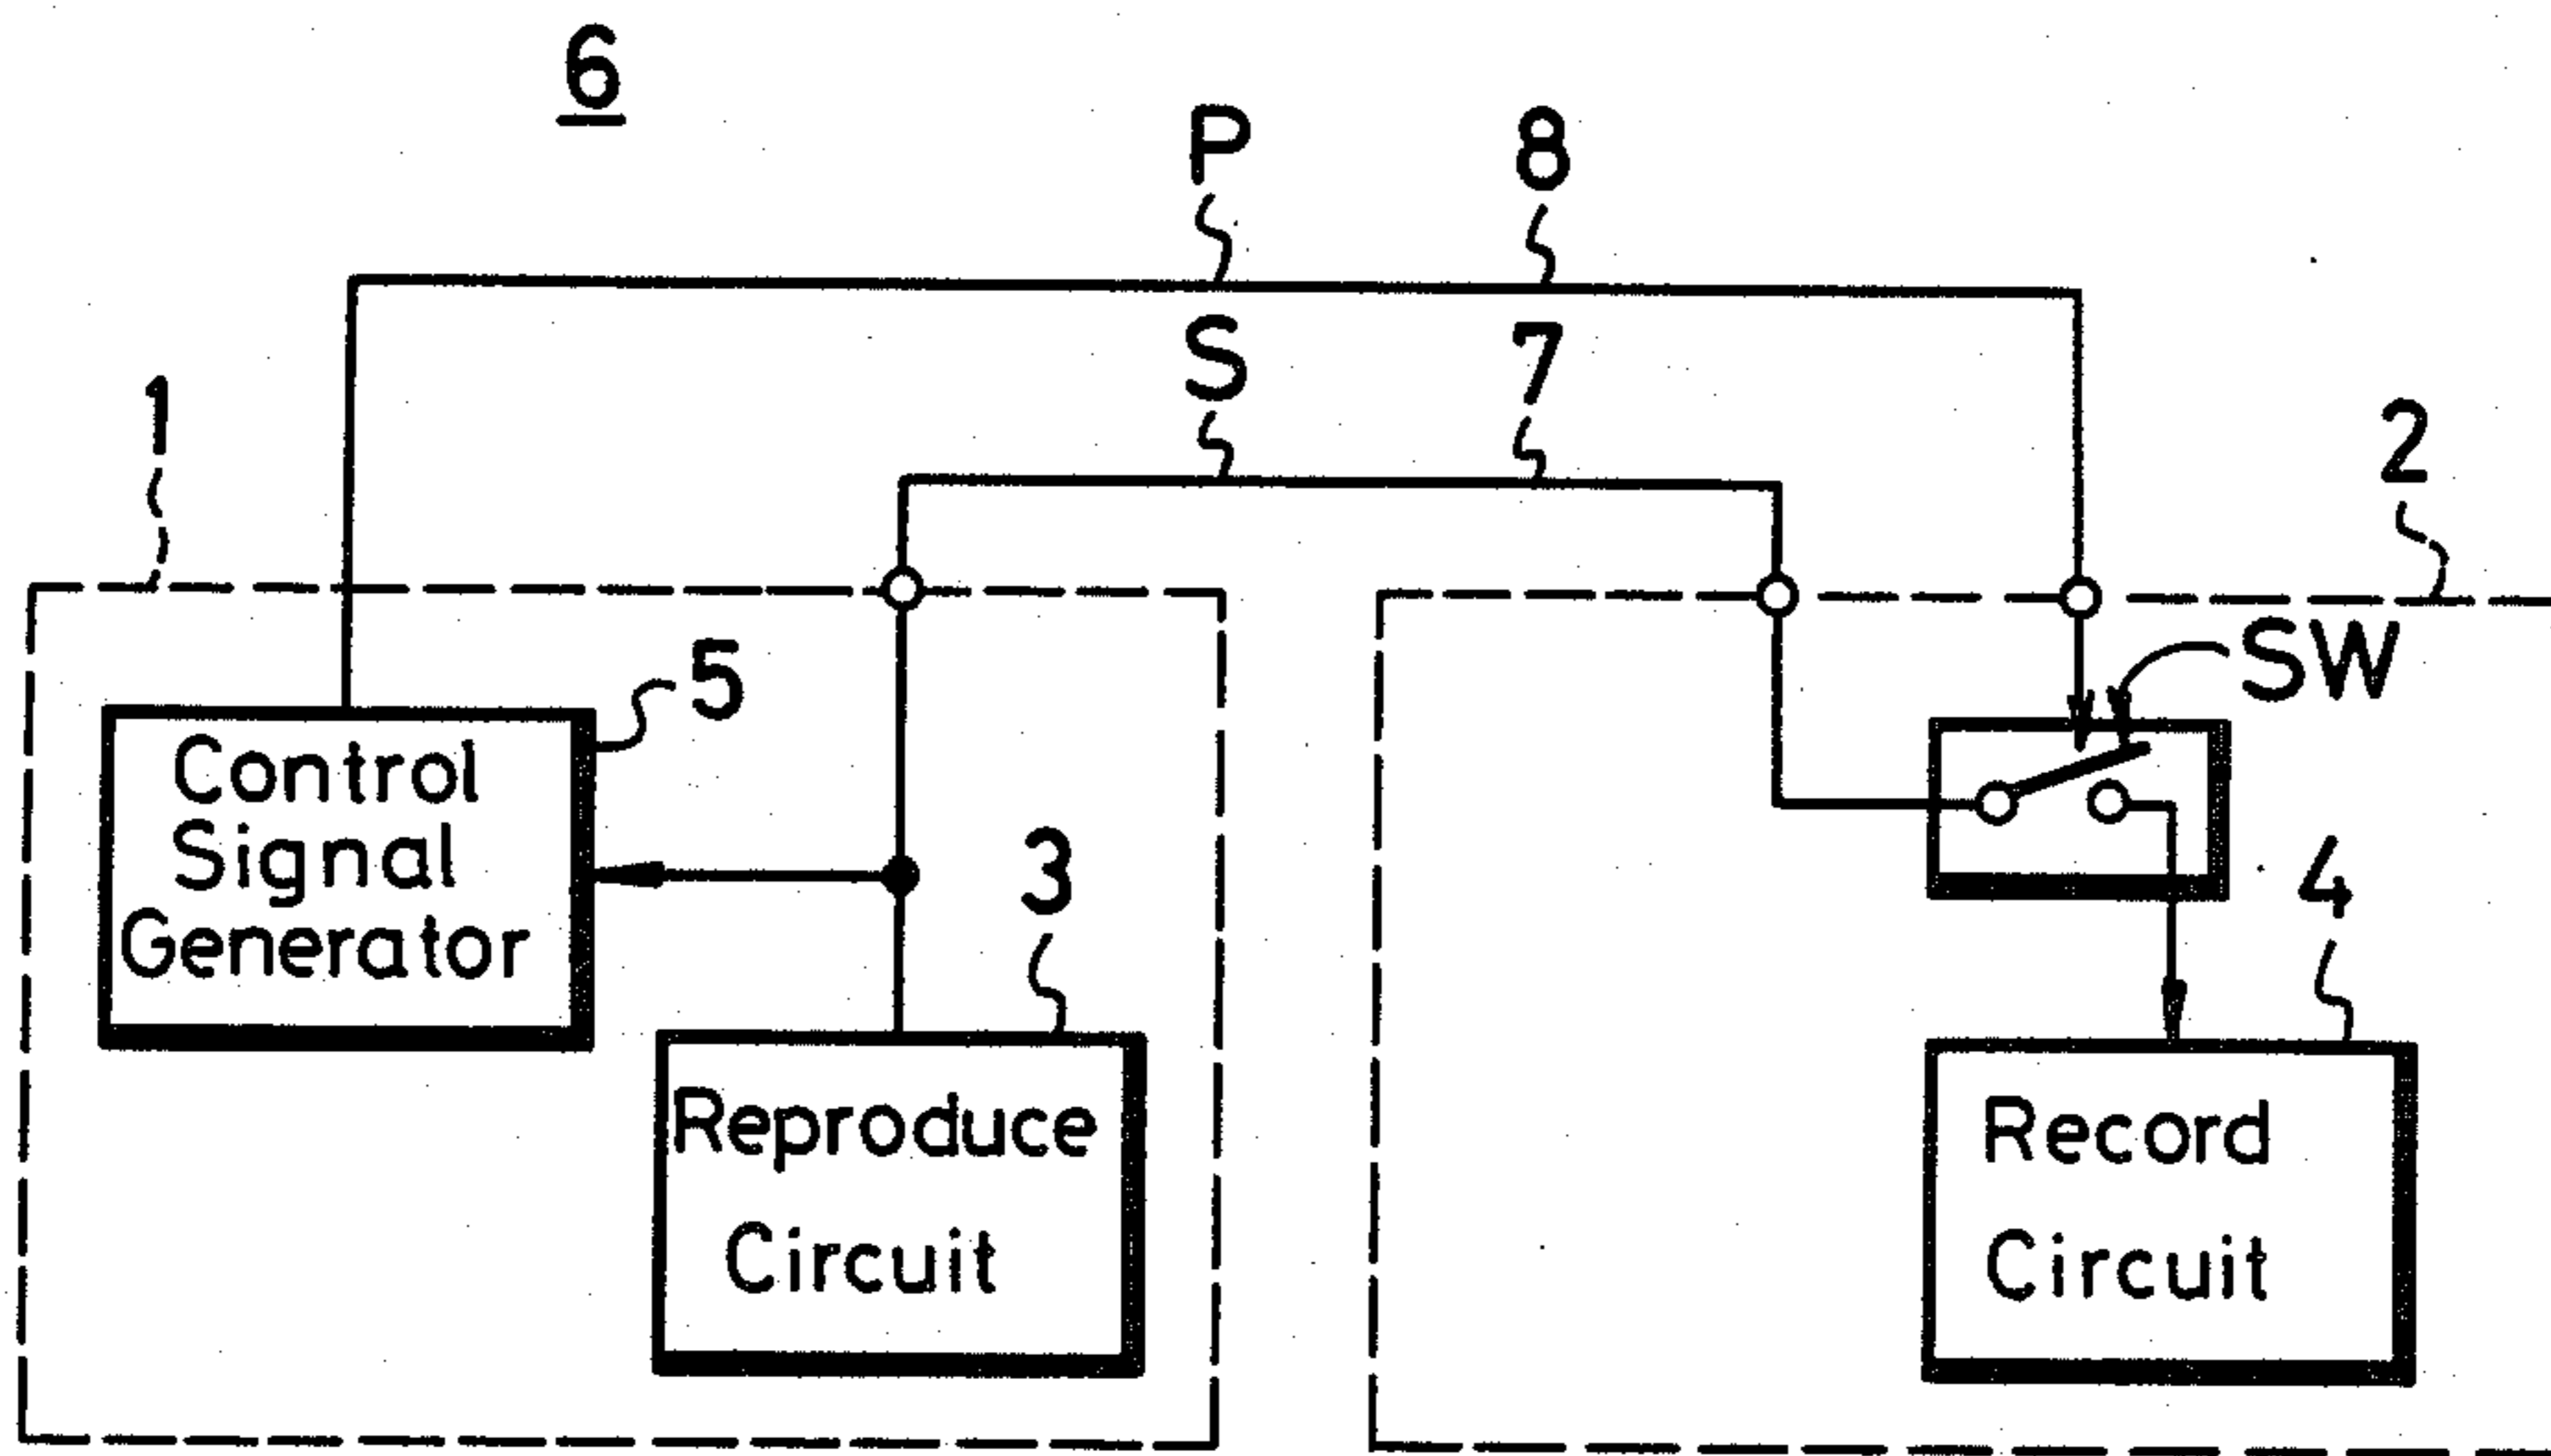 6
P
8
S
7
1
2
5
SW
Control
Signal
Generator
3
4
Reproduce
Circuit
Record
Circuit